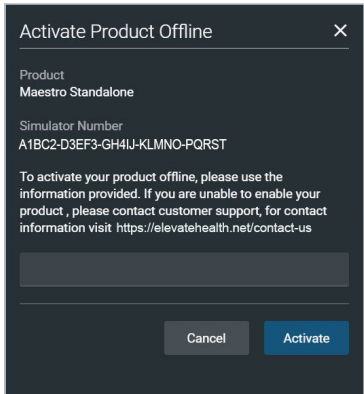 Activate Product Offline
Product
Maestro Standalone
Simulator Number
A1BC2-D3EF3-GH4IJ-KLMNO-PQRST
To activate your product offline, please use the
information provided. If you are unable to enable your
product , please contact customer support, for contact
information visit https://elevatehealth.net/contact-us
Cancel
Activate